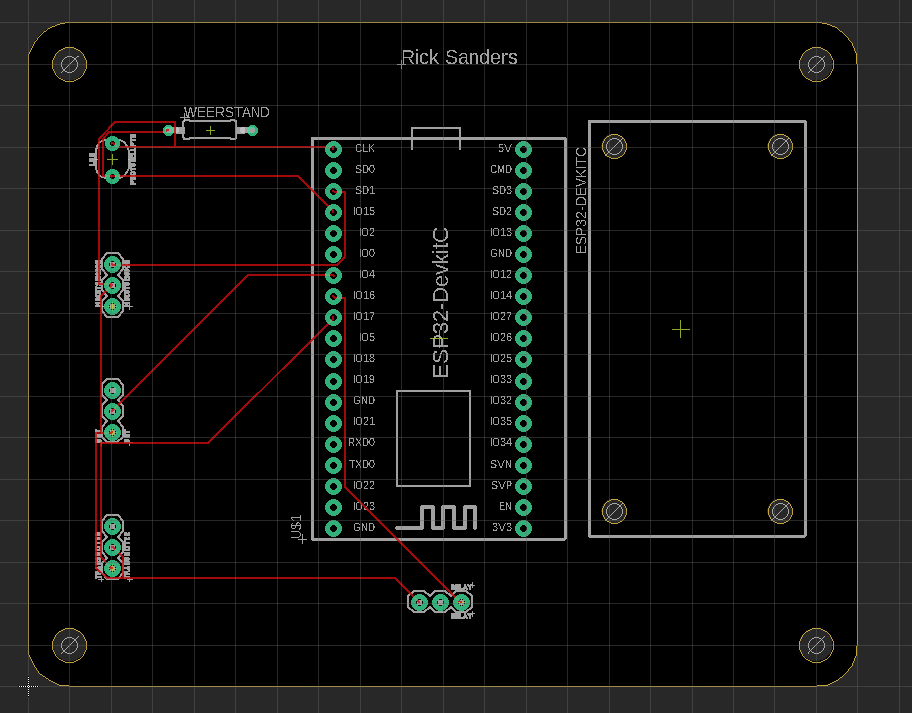 Rick Sanders
WEERSTAND
CLK
SD0
SD1
IO15
IO2
IO0
IO4
IO16
IO17
IO5
IO18
IO19
GND
IO21
RXD0
TXD0
IO22
IO23
GND
ESP32-DevkitC
5V
CMD
SD3
SD2
IO13
GND
IO12
IO14
IO27
IO26
IO25
IO33
IO32
IO35
IO34
SVN
SVP
EN
3V3
ESP32-DEVKITC
U$1
RELAY
RELAY